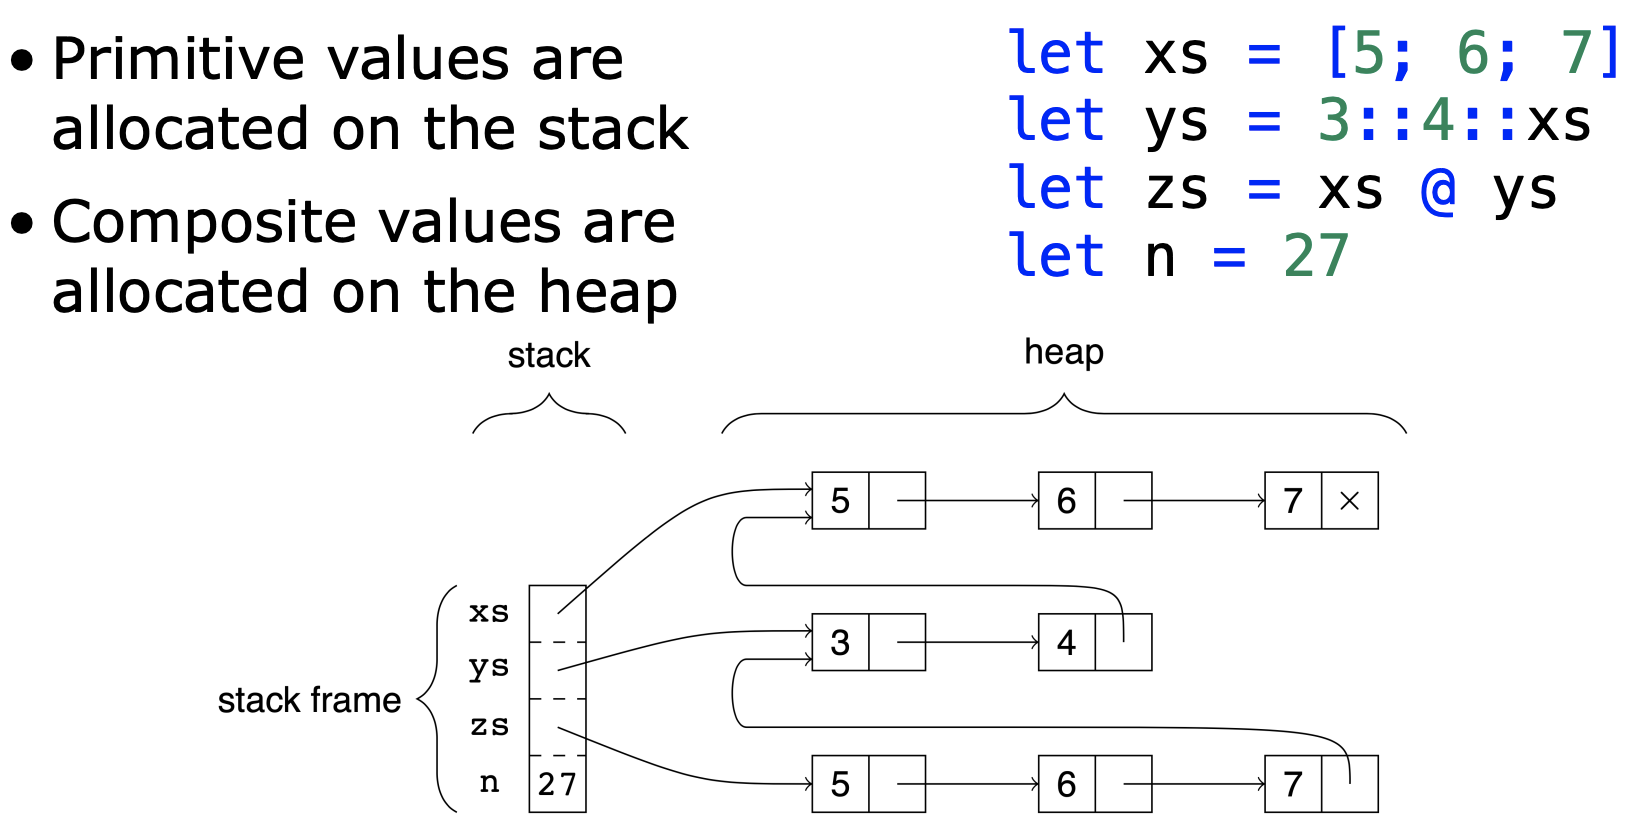 • Primitive values are
allocated on the stack
• Composite values are
allocated on the heap
let xs = [5; 6; 7]
let ys = 3::4::xs
let zs = xs @ ys
let n = 27
stack
heap
5 6 7 ×
xs
3 4
ys
stack frame
zs
n 27
5 6 7